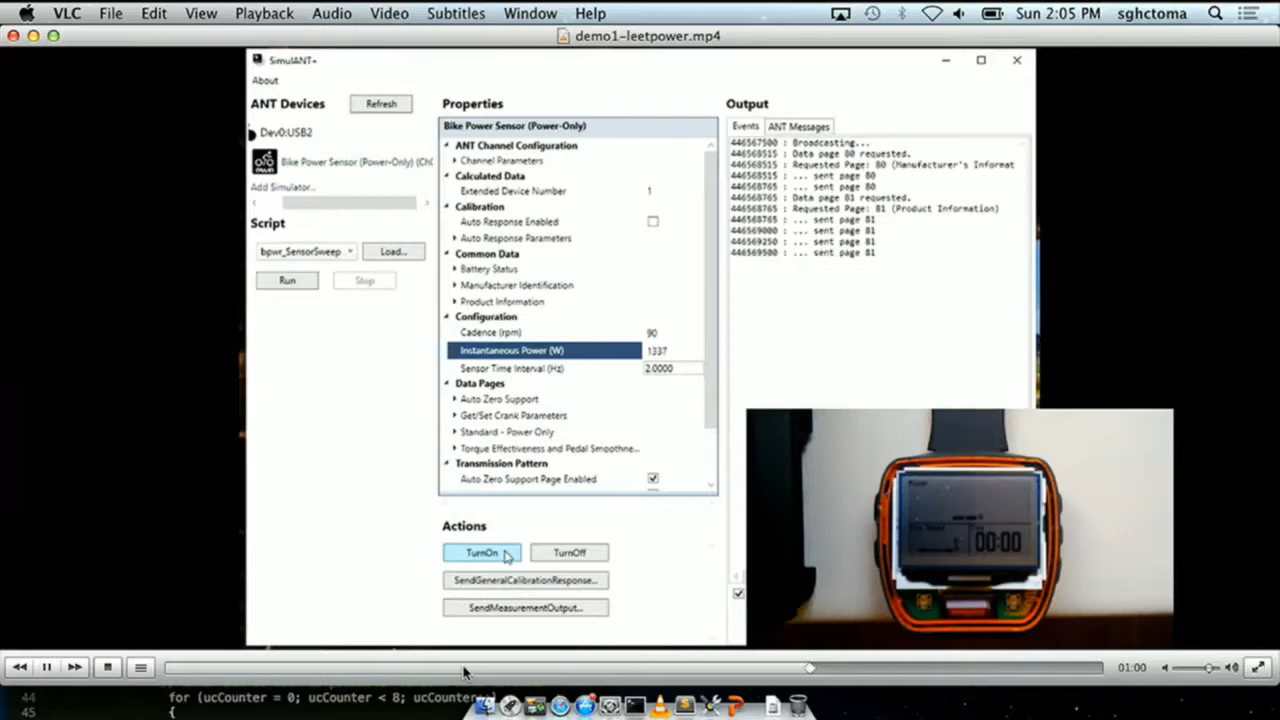 VLC File Edit View Playback Audio Video Subtitles Window Help Sun 2:05 PM sghctoma
demo1-leetpower.mp4
SimulANT+
About
ANT Devices Refresh
Dev0:USB2
Bike Power Sensor (Power-Only) (Ch
Add Simulator...
Script
bpwr_SensorSweep Load...
Run Stop
Properties
Bike Power Sensor (Power-Only)
ANT Channel Configuration
Channel Parameters
Calculated Data
Extended Device Number 1
Calibration
Auto Response Enabled
Auto Response Parameters
Common Data
Battery Status
Manufacturer Identification
Product Information
Configuration
Cadence (rpm) 90
Instantaneous Power (W) 1337
Sensor Time Interval (Hz) 2.0000
Data Pages
Auto Zero Support
Get/Set Crank Parameters
Standard - Power Only
Torque Effectiveness and Pedal Smoothne...
Transmission Pattern
Auto Zero Support Page Enabled
Actions
TurnOn TurnOff
SendGeneralCalibrationResponse...
SendMeasurementOutput...
Output
Events ANT Messages
446567500 : Broadcasting...
446568515 : Data page 80 requested.
446568515 : Requested Page: 80 (Manufacturer's Informat
446568515 : ... sent page 80
446568765 : ... sent page 80
446568765 : Data page 81 requested.
446568765 : Requested Page: 81 (Product Information)
446568765 : ... sent page 81
446569000 : ... sent page 81
446569250 : ... sent page 81
446569500 : ... sent page 81
Power
00:00
01:00
44 for (ucCounter = 0; ucCounter < 8; ucCounter++)
45 {